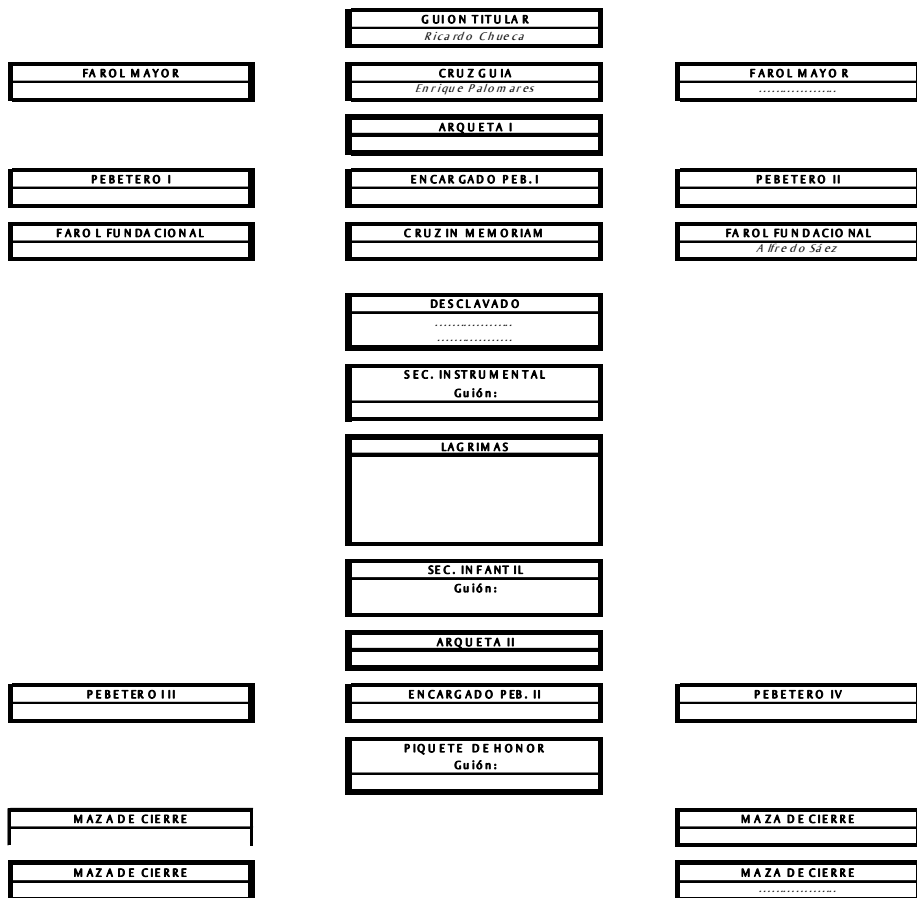 GUION TITULAR
Ricardo Chueca
FAROL MAYOR
CRUZ GUIA
FAROL MAYOR
Enrique Palomares
...................
ARQUETA I
PEBETERO I
ENCARGADO PEB. I
PEBETERO II
FAROL FUNDACIONAL
CRUZ IN MEMORIAM
FAROL FUNDACIONAL
Alfredo Sáez
DESCLAVADO
...................
...................
SEC. INSTRUMENTAL
Guión:
LAGRIMAS
SEC. INFANTIL
Guión:
ARQUETA II
PEBETERO III
ENCARGADO PEB. II
PEBETERO IV
PIQUETE DE HONOR
Guión:
MAZA DE CIERRE
MAZA DE CIERRE
MAZA DE CIERRE
MAZA DE CIERRE
...................